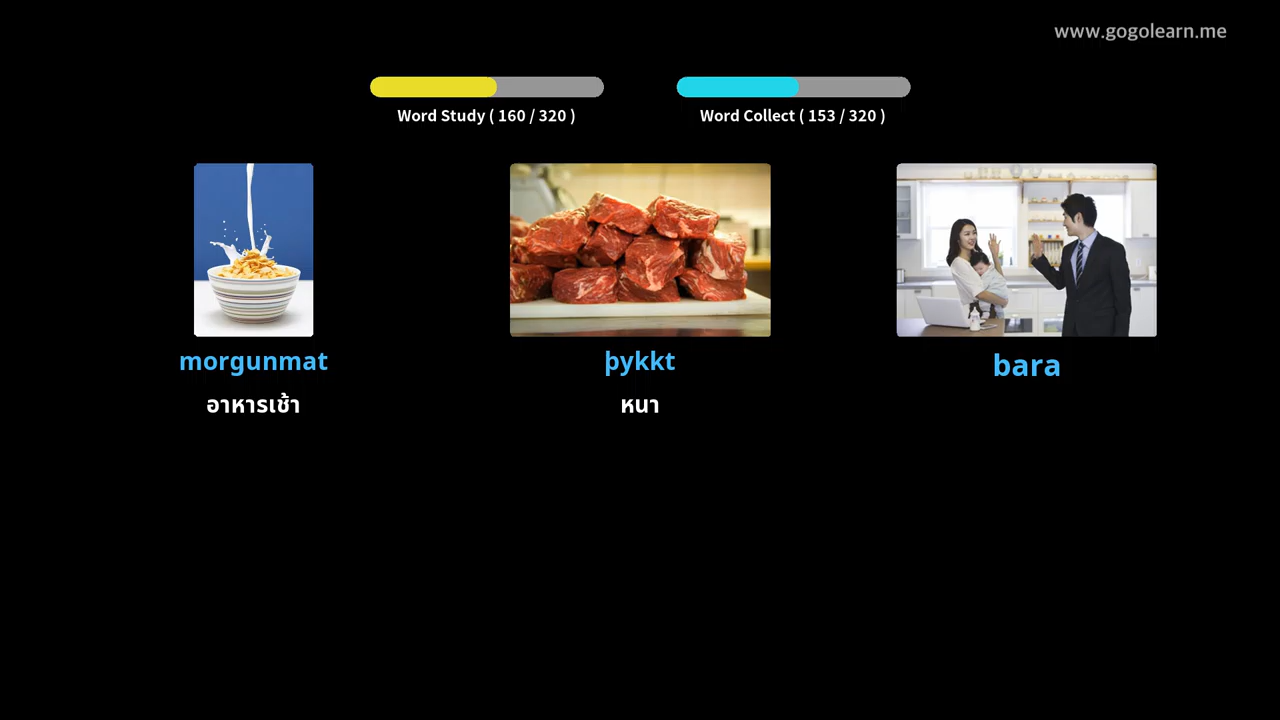 www.gogolearn.me
Word Study ( 160 / 320 )
Word Collect ( 153 / 320 )
morgunmat
อาหารเช้า
þykkt
หนา
bara